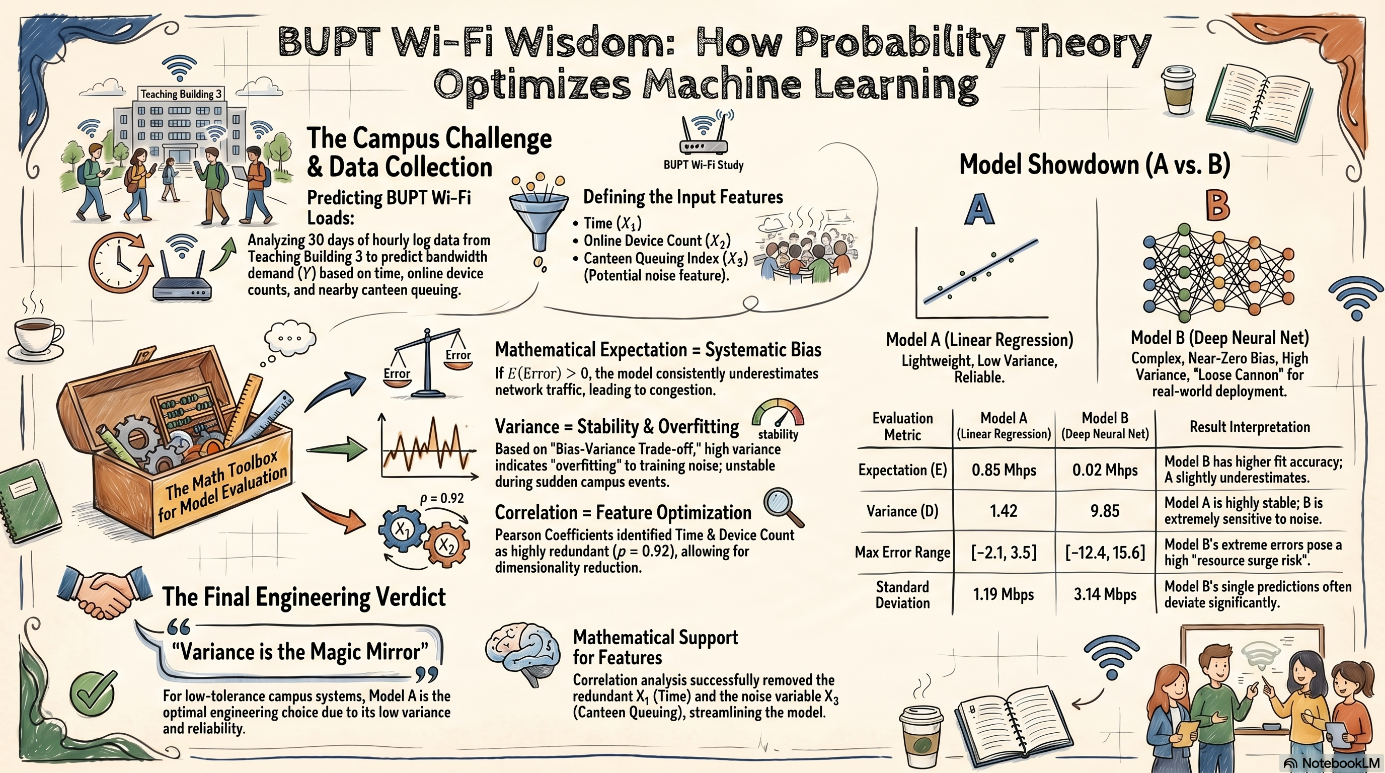 BUPT Wi-Fi Wisdom: How Probability Theory
Optimizes Machine Learning
Teaching Building 3
The Campus Challenge
& Data Collection
Predicting BUPT Wi-Fi
Loads:
Analyzing 30 days of hourly log data from
Teaching Building 3 to predict bandwidth
demand (Y) based on time, online device
counts, and nearby canteen queuing.
BUPT Wi-Fi Study
Defining the Input Features
• Time (X₁)
• Online Device Count (X₂)
• Canteen Queuing Index (X₃)
(Potential noise feature).
The Math Toolbox
for Model Evaluation
Error
Error
Mathematical Expectation = Systematic Bias
If E(Error) > 0, the model consistently underestimates
network traffic, leading to congestion.
Variance = Stability & Overfitting
stability
Based on "Bias-Variance Trade-off," high variance
indicates "overfitting" to training noise; unstable
during sudden campus events.
ρ = 0.92
X₁
X₂
Correlation = Feature Optimization
Pearson Coefficients identified Time & Device Count
as highly redundant (ρ = 0.92), allowing for
dimensionality reduction.
Model Showdown (A vs. B)
A
B
Model A (Linear Regression)
Lightweight, Low Variance,
Reliable.
Model B (Deep Neural Net)
Complex, Near-Zero Bias, High
Variance, "Loose Cannon" for
real-world deployment.
Evaluation Metric Model A (Linear Regression) Model B (Deep Neural Net) Result Interpretation
Expectation (E) 0.85 Mhps 0.02 Mhps Model B has higher fit accuracy; A slightly underestimates.
Variance (D) 1.42 9.85 Model A is highly stable; B is extremely sensitive to noise.
Max Error Range [−2.1, 3.5] [−12.4, 15.6] Model B's extreme errors pose a high "resource surge risk".
Standard Deviation 1.19 Mbps 3.14 Mbps Model B's single predictions often deviate significantly.
The Final Engineering Verdict
"Variance is the Magic Mirror"
For low-tolerance campus systems, Model A is the
optimal engineering choice due to its low variance
and reliability.
Mathematical Support
for Features
Correlation analysis successfully removed the
redundant X₁ (Time) and the noise variable X₃
(Canteen Queuing), streamlining the model.
NotebookLM